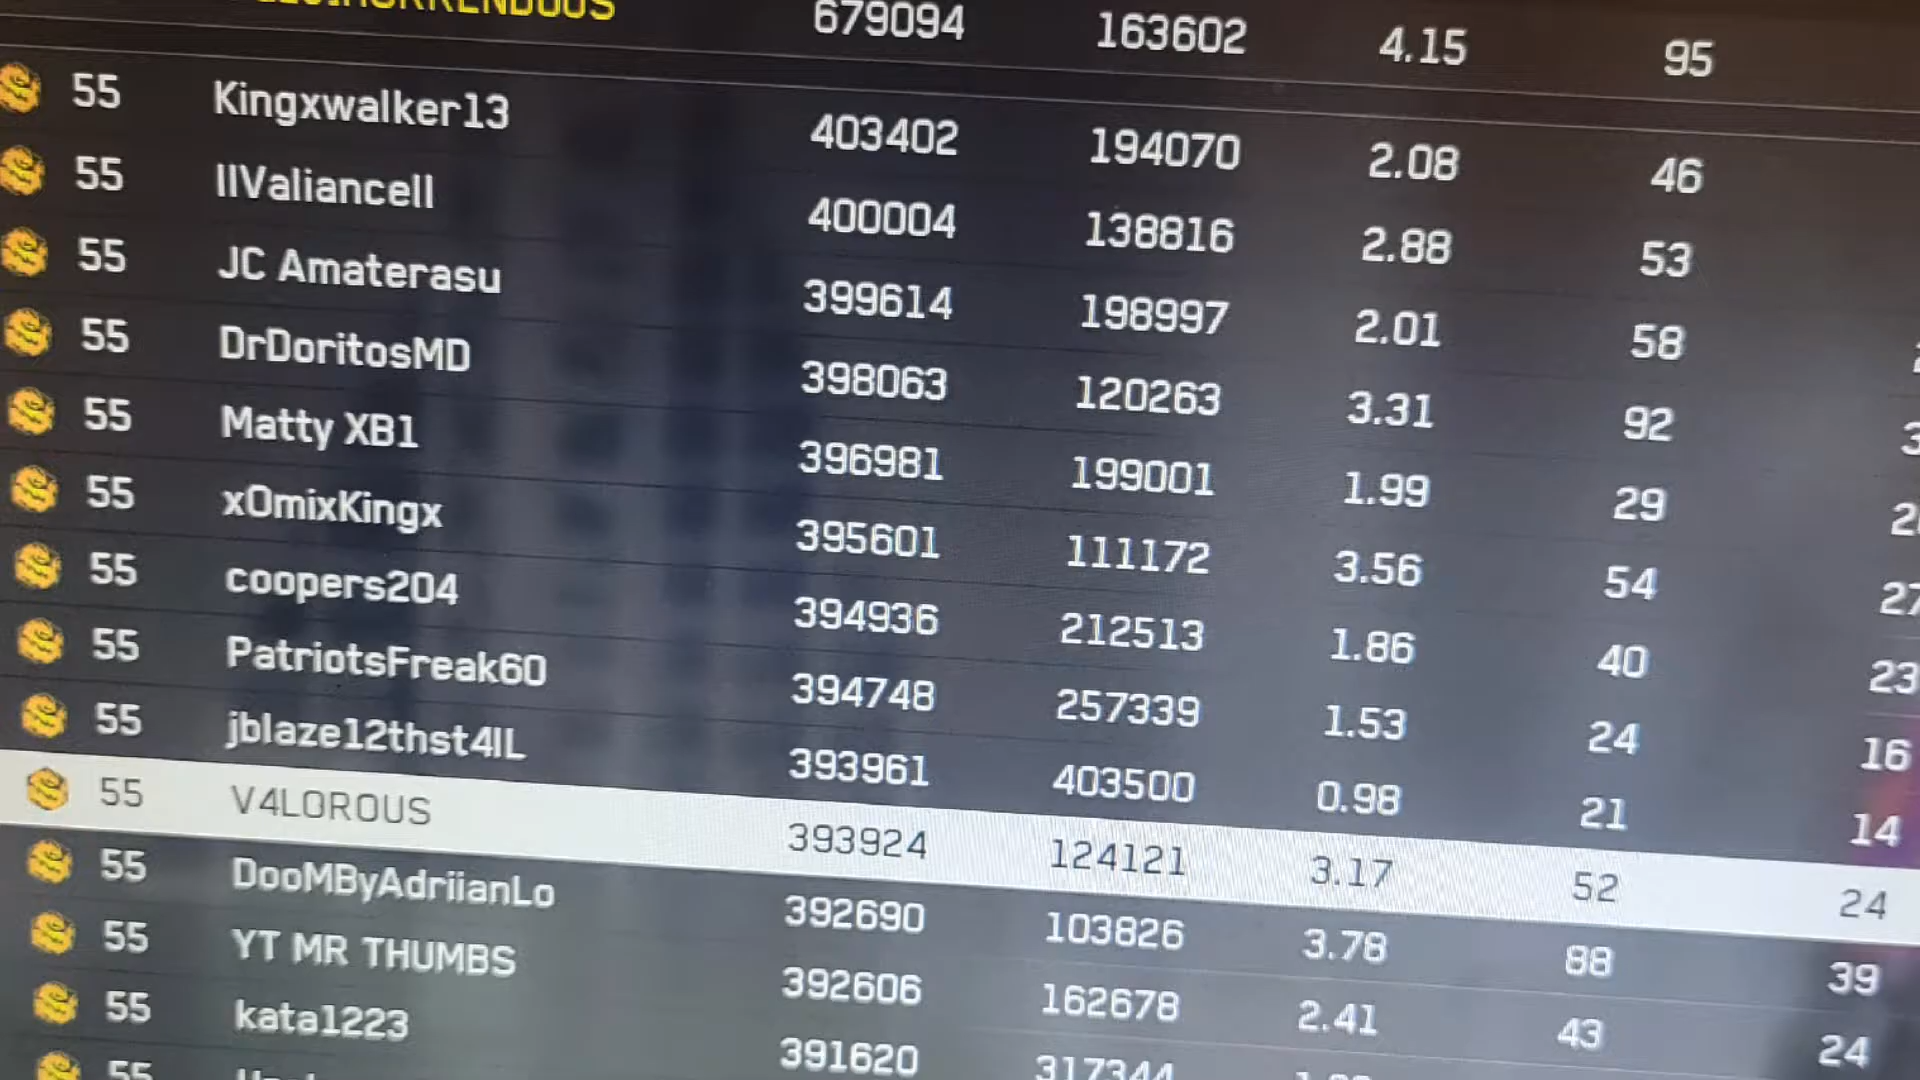 679094 163602 4.15 95
55 Kingxwalker13 403402 194070 2.08 46
55 IIValiancell 400004 138816 2.88 53
55 JC Amaterasu 399614 198997 2.01 58
55 DrDoritosMD 398063 120263 3.31 92
55 Matty XB1 396981 199001 1.99 29
55 xOmixKingx 395601 111172 3.56 54 27
55 coopers204 394936 212513 1.86 40 23
55 PatriotsFreak60 394748 257339 1.53 24 16
55 jblaze12thst4IL 393961 403500 0.98 21 14
55 V4LOROUS 393924 124121 3.17 52 24
55 DooMByAdriianLo 392690 103826 3.78 88 39
55 YT MR THUMBS 392606 162678 2.41 43 24
55 kata1223 391620 317344
55